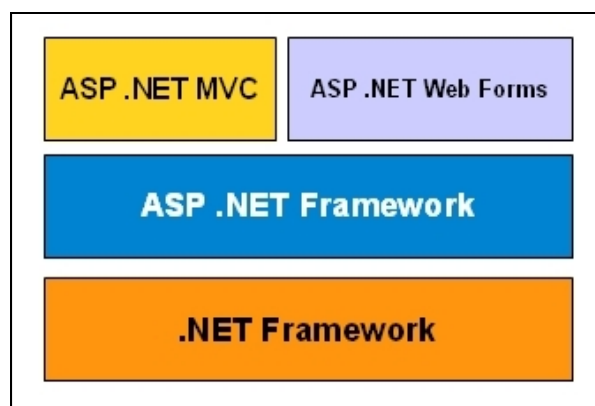 ASP .NET MVC
ASP .NET Web Forms
ASP .NET Framework
.NET Framework